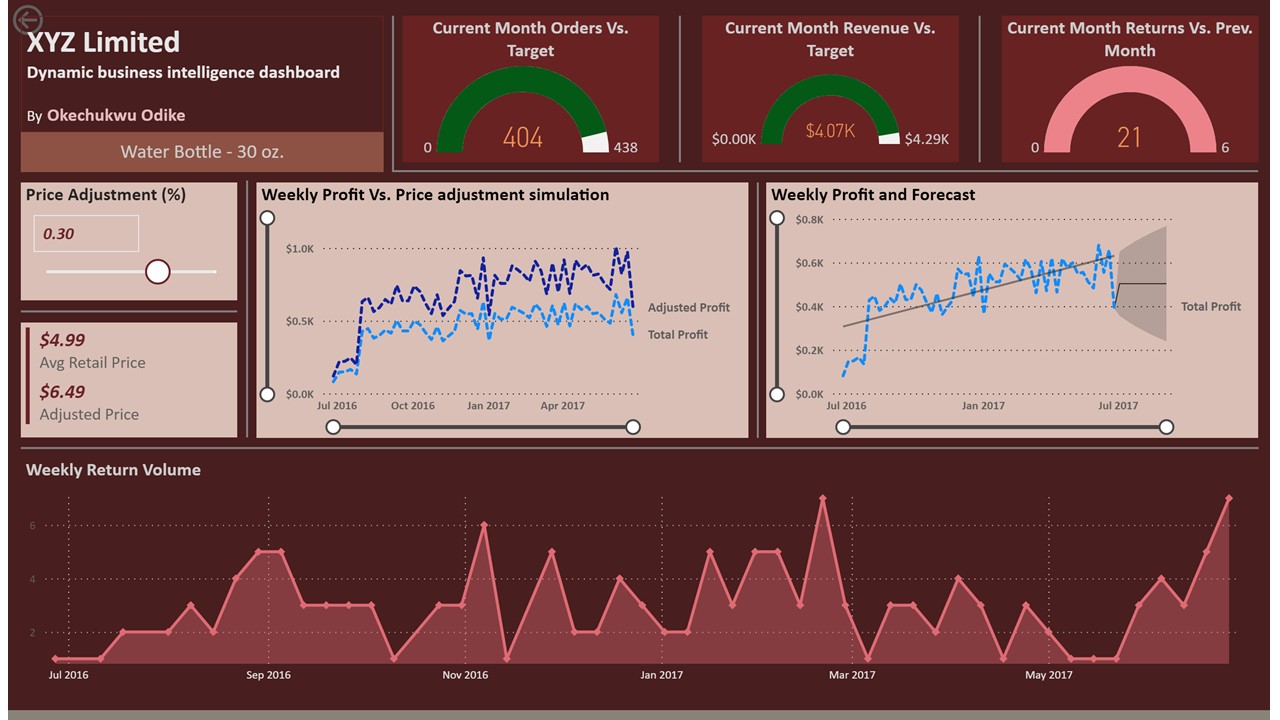 XYZ Limited
Dynamic business intelligence dashboard
By Okechukwu Odike
Water Bottle - 30 oz.
Current Month Orders Vs.
Target
404
0
438
Current Month Revenue Vs.
Target
$4.07K
$0.00K
$4.29K
Current Month Returns Vs. Prev.
Month
21
0
6
Price Adjustment (%)
0.30
$4.99
Avg Retail Price
$6.49
Adjusted Price
Weekly Profit Vs. Price adjustment simulation
$1.0K
$0.5K
$0.0K
Adjusted Profit
Total Profit
Jul 2016 Oct 2016 Jan 2017 Apr 2017
Weekly Profit and Forecast
$0.8K
$0.6K
$0.4K
$0.2K
$0.0K
Total Profit
Jul 2016 Jan 2017 Jul 2017
Weekly Return Volume
6
4
2
Jul 2016 Sep 2016 Nov 2016 Jan 2017 Mar 2017 May 2017